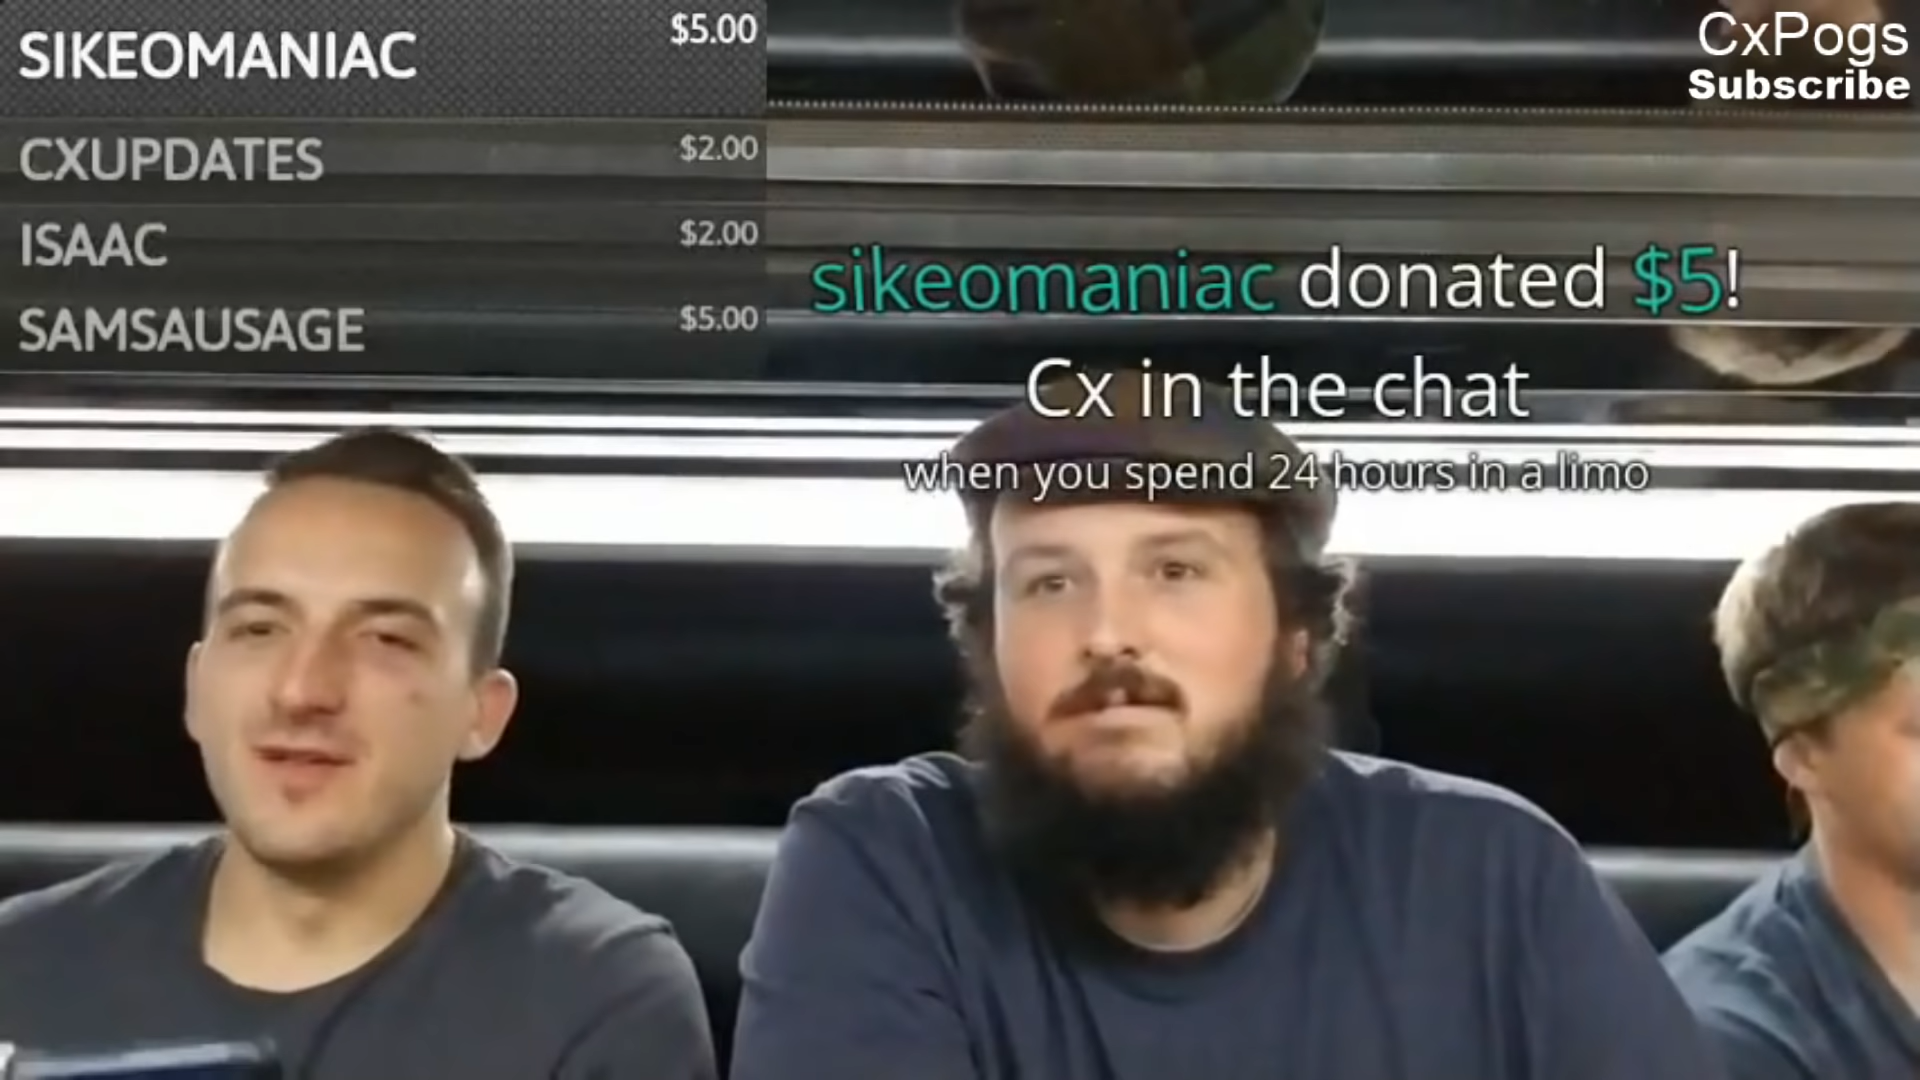 SIKEOMANIAC $5.00
CXUPDATES $2.00
ISAAC $2.00
SAMSAUSAGE $5.00
CxPogs
Subscribe
sikeomaniac donated $5!
Cx in the chat
when you spend 24 hours in a limo